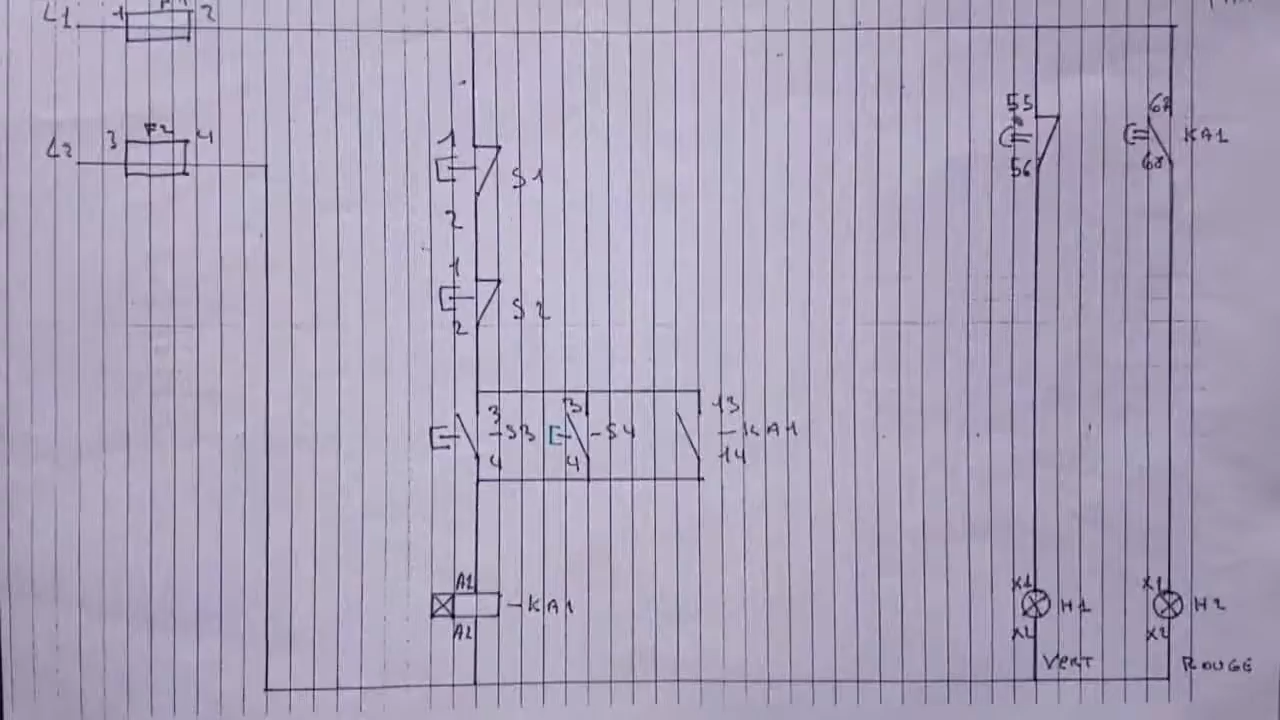 L1 1 2
55 67
L2 3 F2 4
1
KA1
S1
56 68
2
1
S2
2
3 3 13
-S3 -S4 -KA1
4 4 14
A1
-KA1
A2
X1 X1
H1 H2
X2 X2
VERT ROUGE